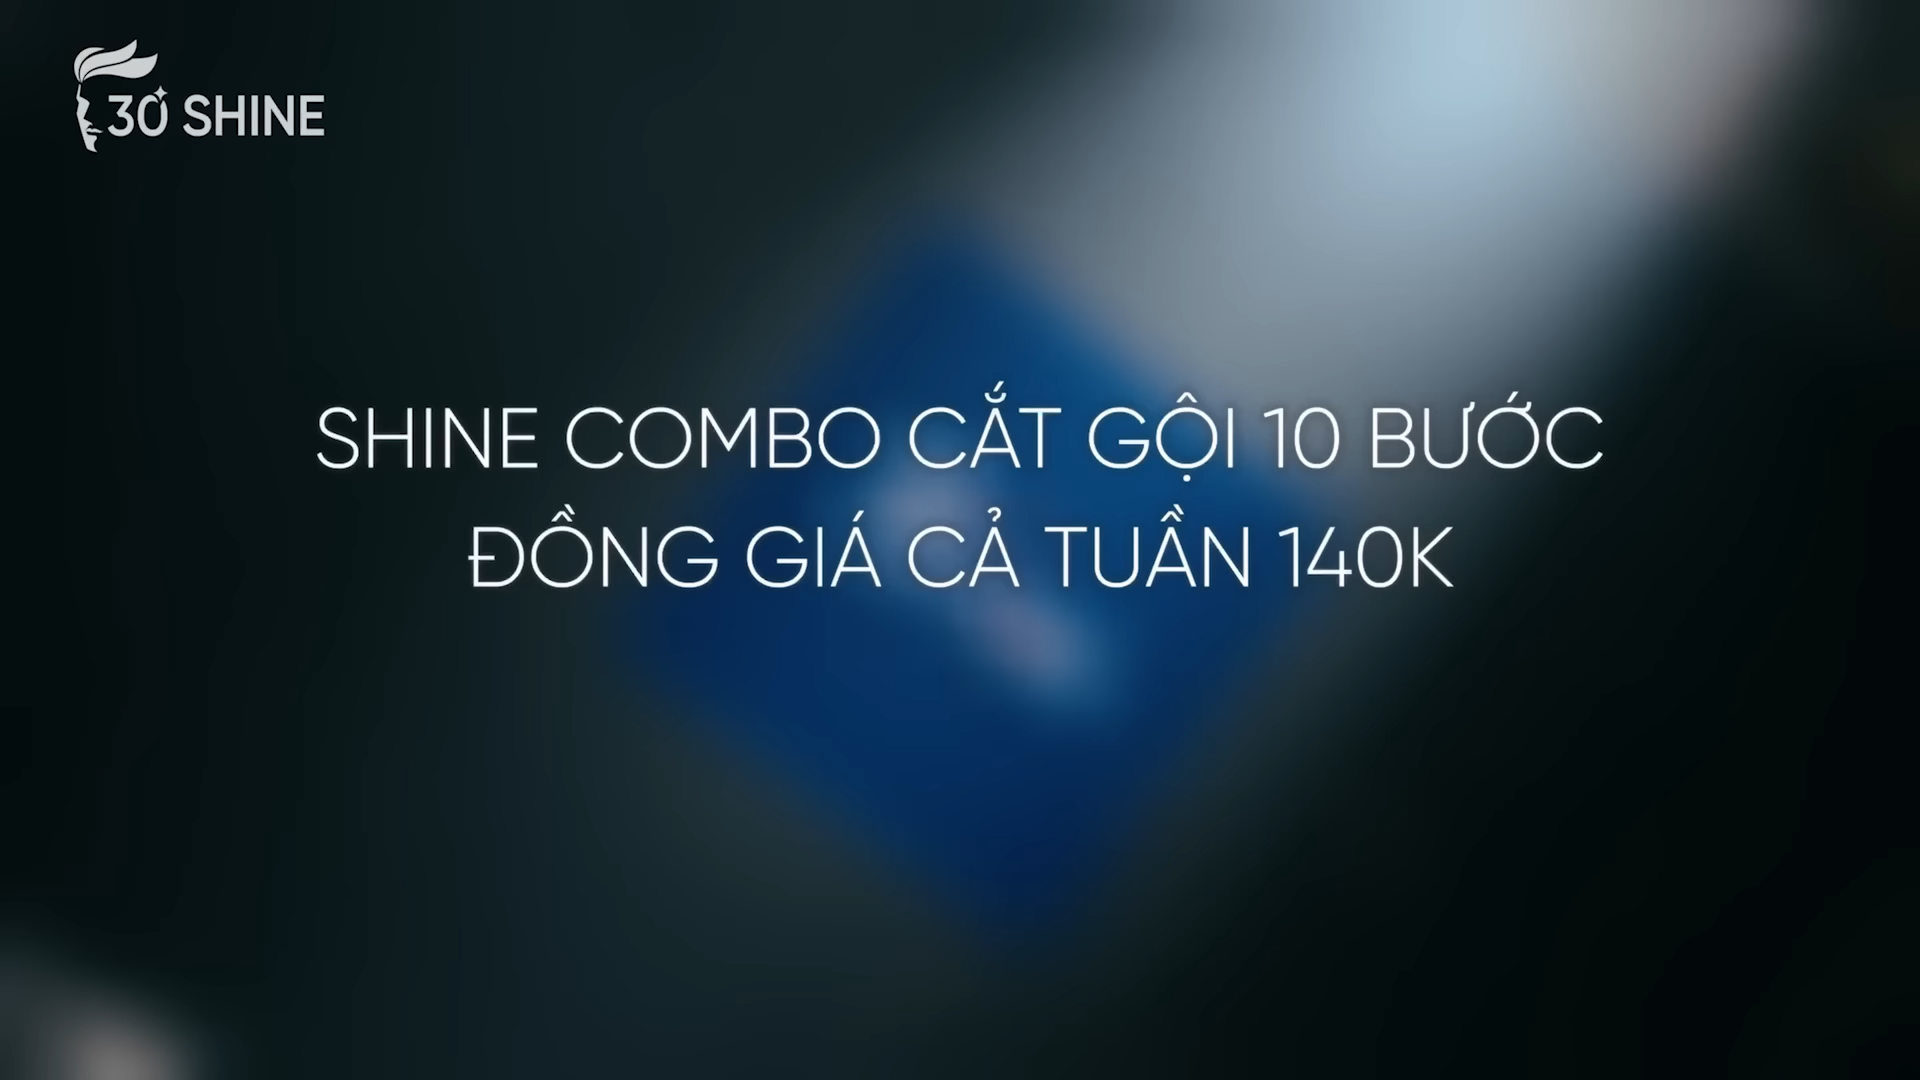 30 SHINE
SHINE COMBO CẮT GỘI 10 BƯỚC
ĐỒNG GIÁ CẢ TUẦN 140K